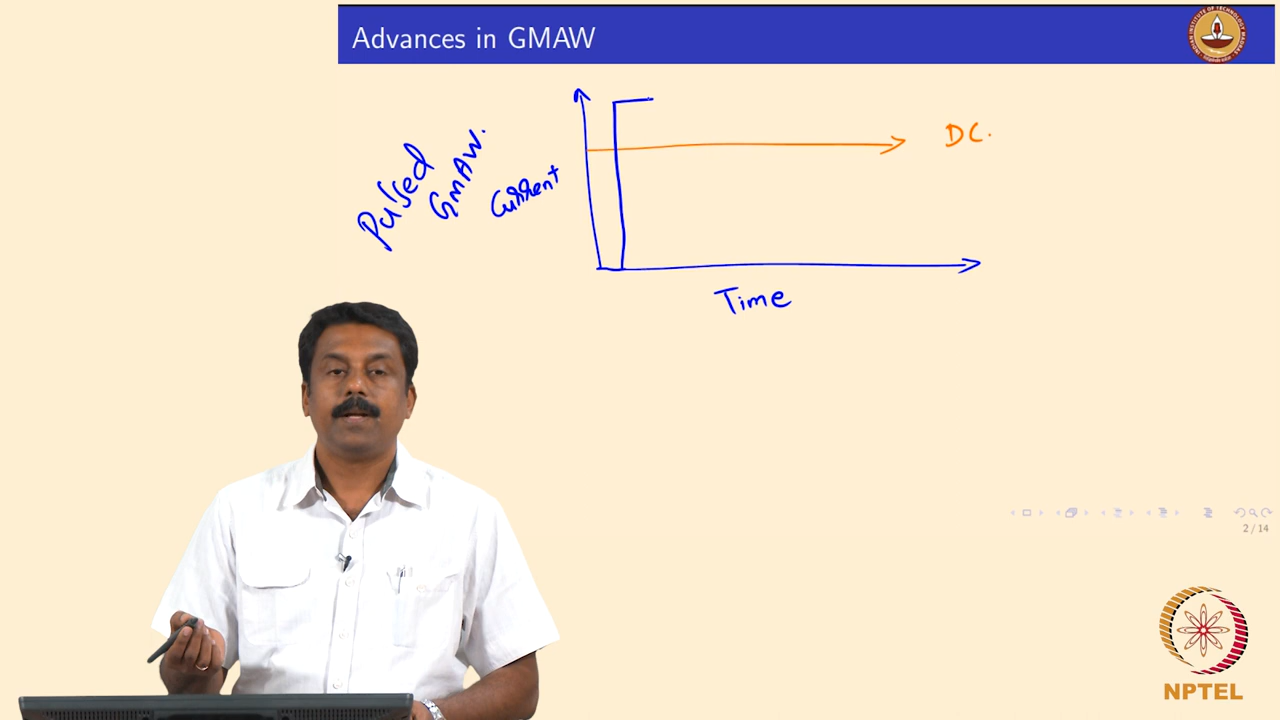 Advances in GMAW
Pulsed
GMAW.
Current
DC.
Time
2 / 14
NPTEL